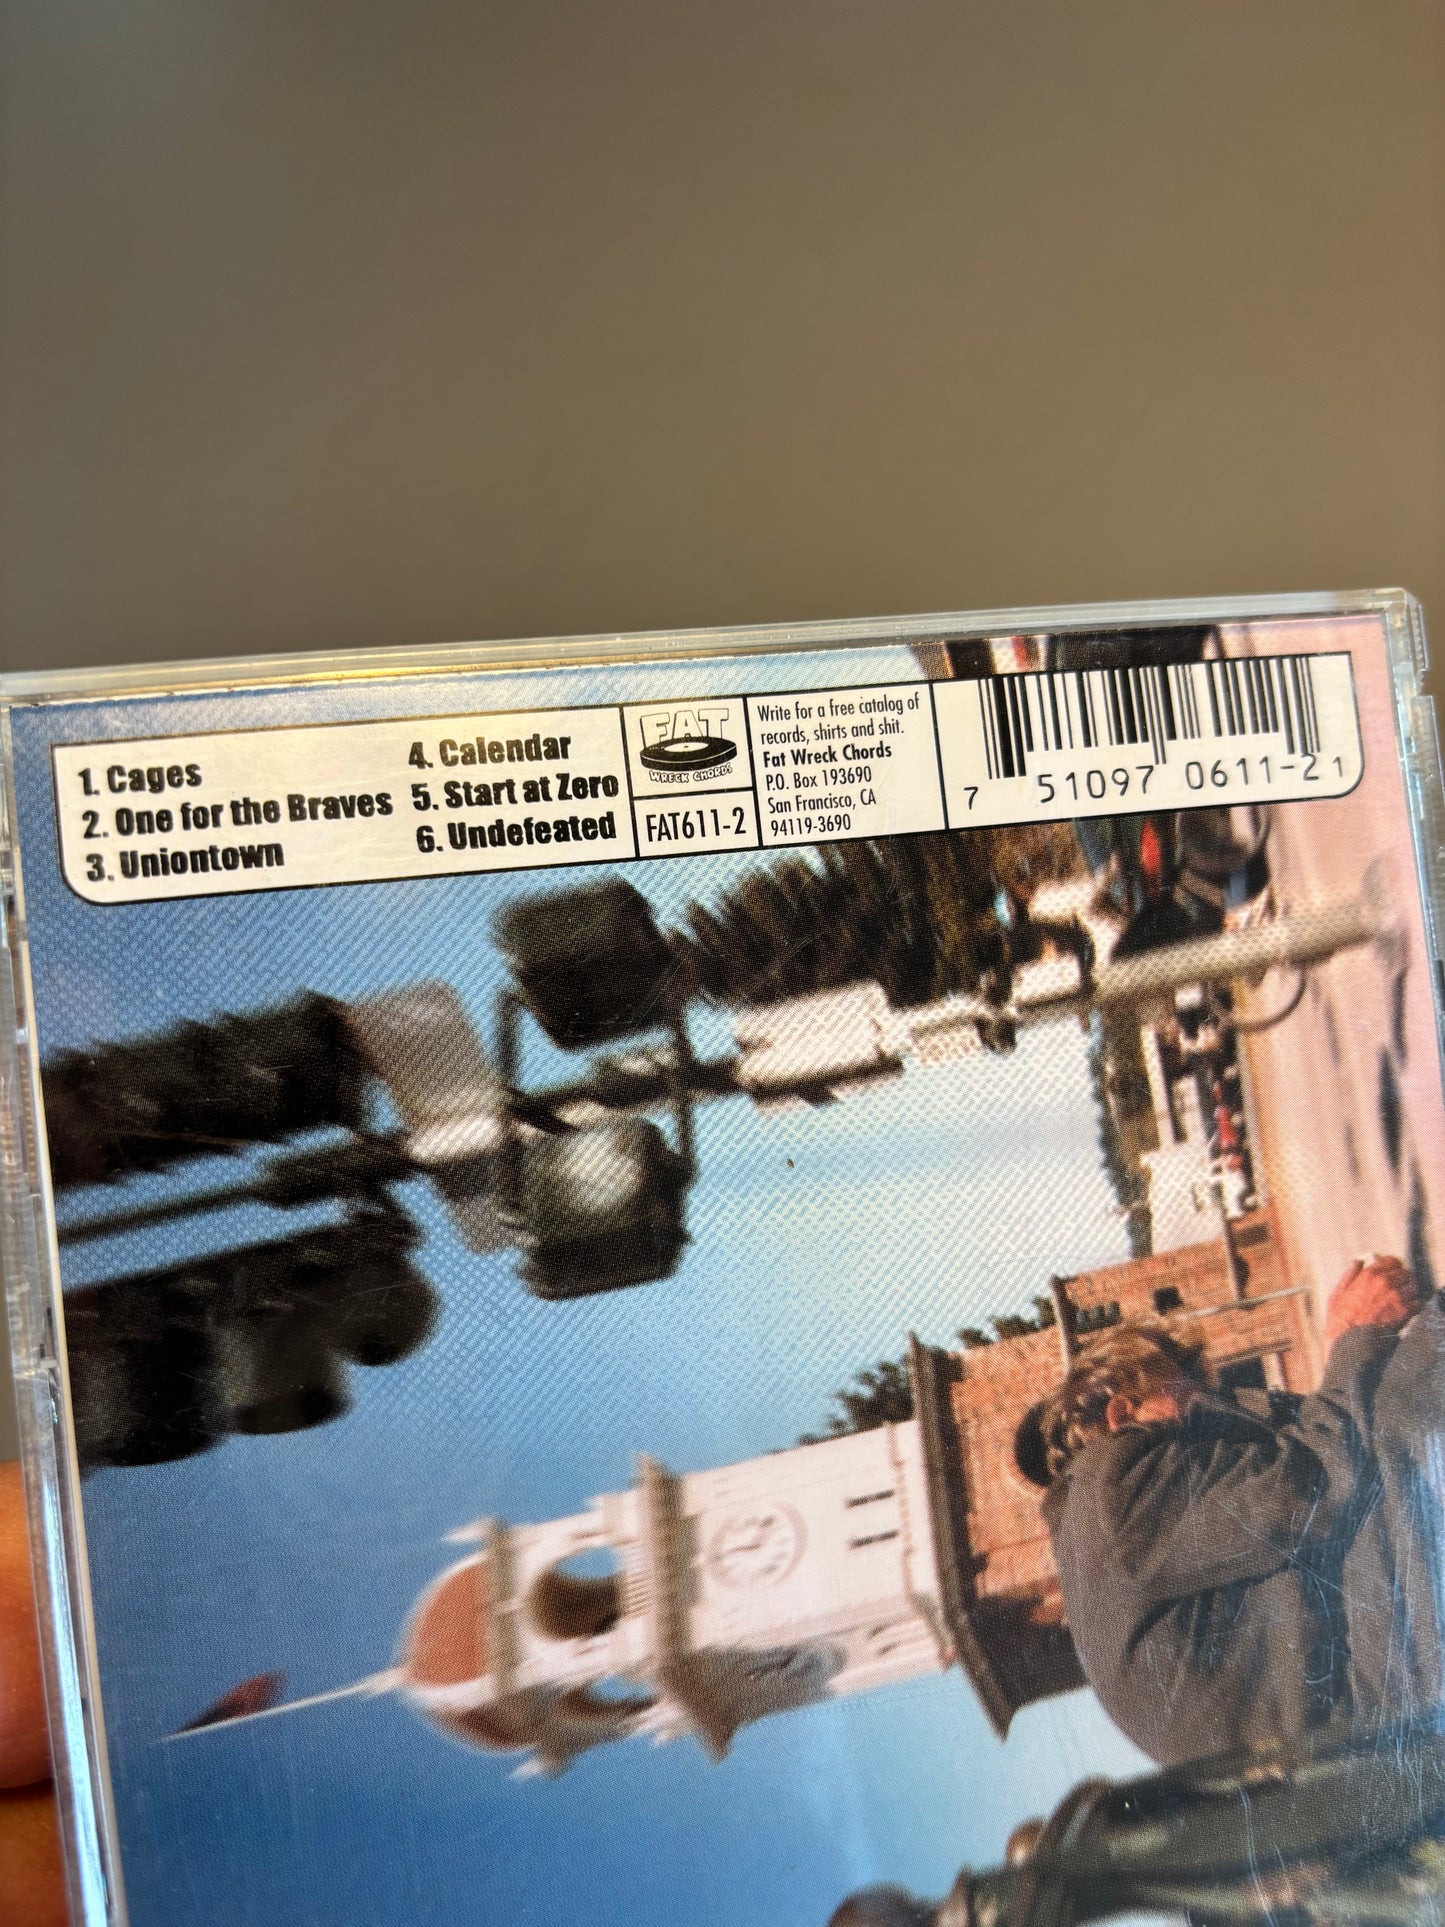 1. Cages
2. One for the Braves
3. Uniontown
4. Calendar
5. Start at Zero
6. Undefeated
FAT
WRECK CHORDS
FAT611-2
Write for a free catalog of
records, shirts and shit.
Fat Wreck Chords
P.O. Box 193690
San Francisco, CA
94119-3690
7 51097 0611-2 1